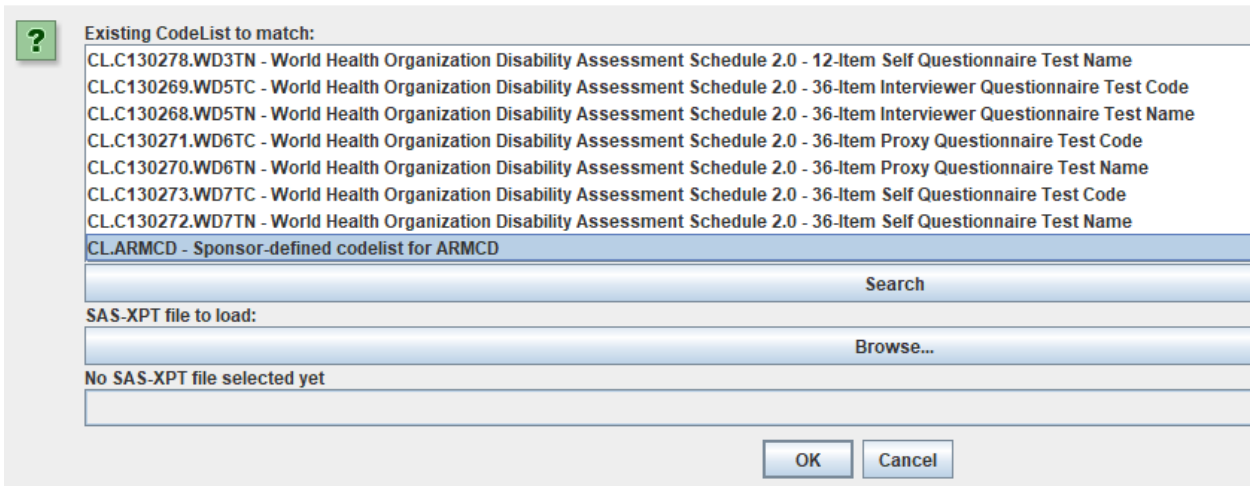 ?
Existing CodeList to match:
CL.C130278.WD3TN - World Health Organization Disability Assessment Schedule 2.0 - 12-Item Self Questionnaire Test Name
CL.C130269.WD5TC - World Health Organization Disability Assessment Schedule 2.0 - 36-Item Interviewer Questionnaire Test Code
CL.C130268.WD5TN - World Health Organization Disability Assessment Schedule 2.0 - 36-Item Interviewer Questionnaire Test Name
CL.C130271.WD6TC - World Health Organization Disability Assessment Schedule 2.0 - 36-Item Proxy Questionnaire Test Code
CL.C130270.WD6TN - World Health Organization Disability Assessment Schedule 2.0 - 36-Item Proxy Questionnaire Test Name
CL.C130273.WD7TC - World Health Organization Disability Assessment Schedule 2.0 - 36-Item Self Questionnaire Test Code
CL.C130272.WD7TN - World Health Organization Disability Assessment Schedule 2.0 - 36-Item Self Questionnaire Test Name
CL.ARMCD - Sponsor-defined codelist for ARMCD
Search
SAS-XPT file to load:
Browse...
No SAS-XPT file selected yet
OK Cancel